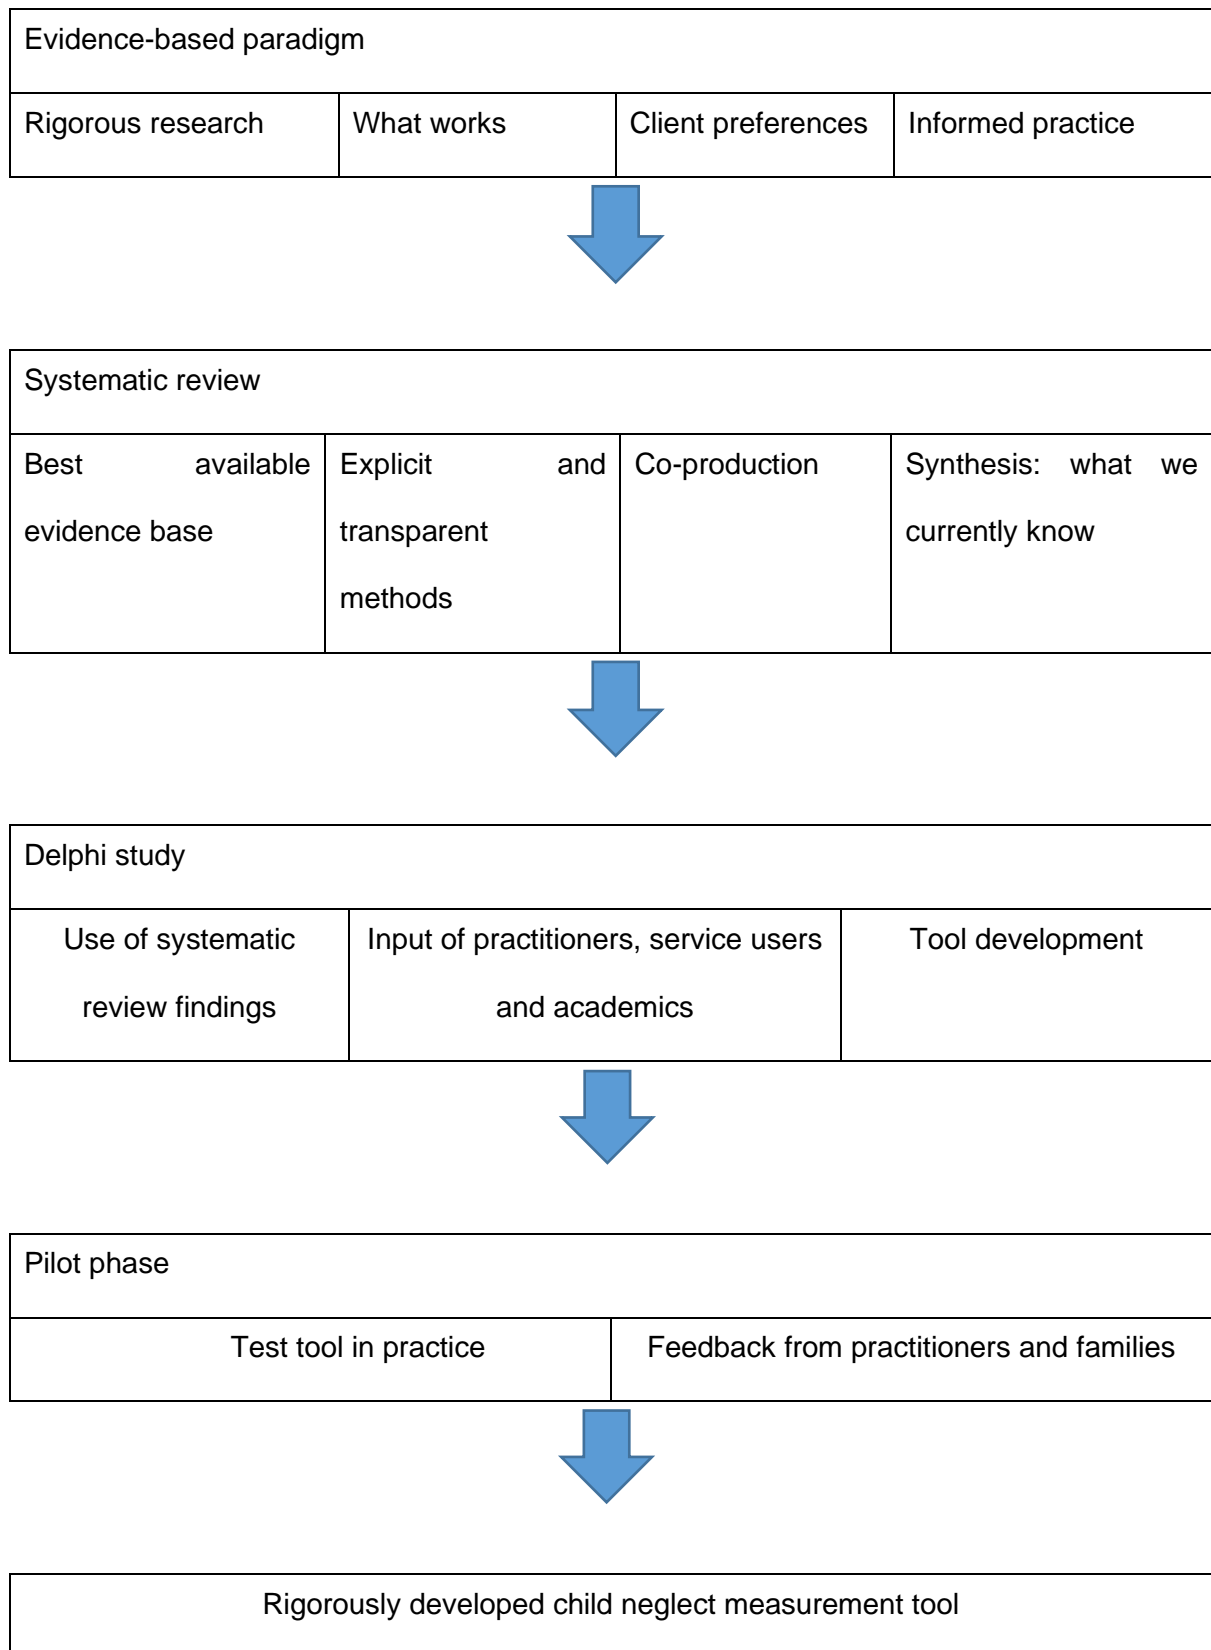 Evidence-based paradigm
Rigorous research
What works
Client preferences
Informed practice
Systematic review
Best available
evidence base
Explicit and
transparent
methods
Co-production
Synthesis: what we
currently know
Delphi study
Use of systematic
review findings
Input of practitioners, service users
and academics
Tool development
Pilot phase
Test tool in practice
Feedback from practitioners and families
Rigorously developed child neglect measurement tool